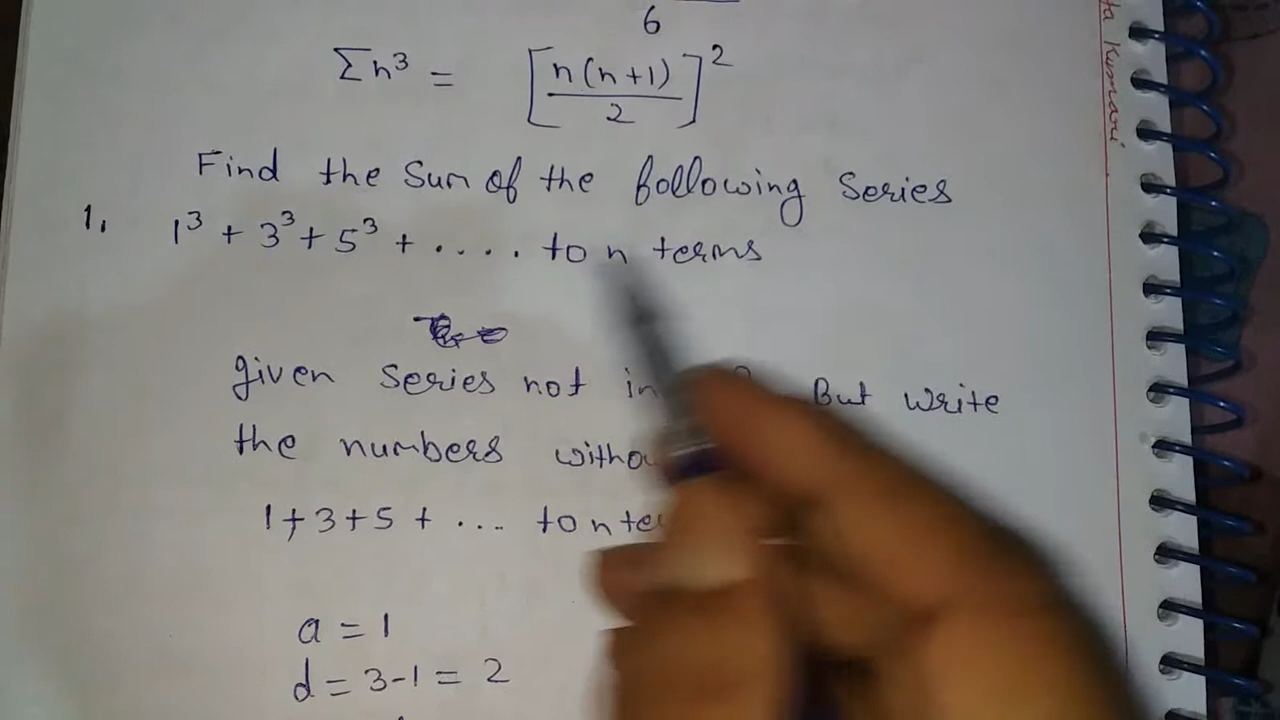 6
Σn³ = [n(n+1)/2]²
Find the Sum of the following Series
1. 1³ + 3³ + 5³ + .... to n terms
given Series not in But write
the numbers
1+3+5+ ... to n
a = 1
d = 3-1 = 2
Kumari